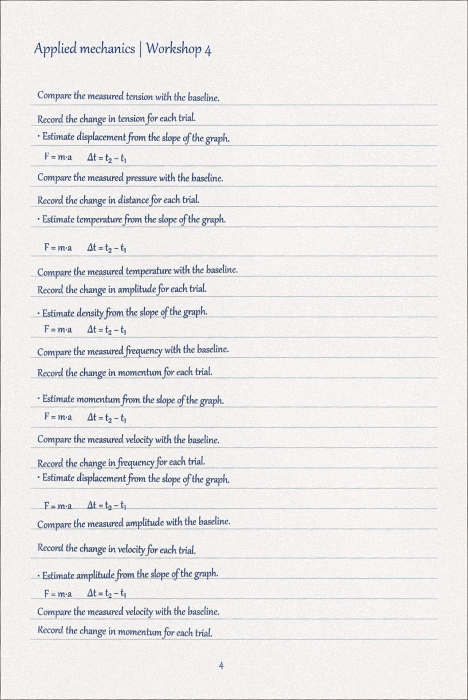 Applied mechanics | Workshop 4
Compare the measured tension with the baseline.
Record the change in tension for each trial.
• Estimate displacement from the slope of the graph.
F = m·a Δt = t₂ − t₁
Compare the measured pressure with the baseline.
Record the change in distance for each trial.
• Estimate temperature from the slope of the graph.
F = m·a Δt = t₂ − t₁
Compare the measured temperature with the baseline.
Record the change in amplitude for each trial.
• Estimate density from the slope of the graph.
F = m·a Δt = t₂ − t₁
Compare the measured frequency with the baseline.
Record the change in momentum for each trial.
• Estimate momentum from the slope of the graph.
F = m·a Δt = t₂ − t₁
Compare the measured velocity with the baseline.
Record the change in frequency for each trial.
• Estimate displacement from the slope of the graph.
F = m·a Δt = t₂ − t₁
Compare the measured amplitude with the baseline.
Record the change in velocity for each trial.
• Estimate amplitude from the slope of the graph.
F = m·a Δt = t₂ − t₁
Compare the measured velocity with the baseline.
Record the change in momentum for each trial.
4